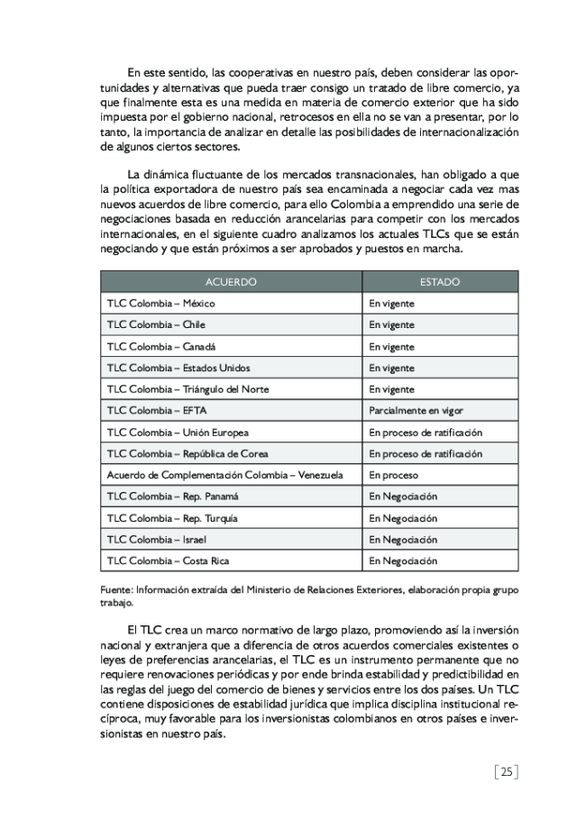 En este sentido, las cooperativas en nuestro país, deben considerar las opor-
tunidades y alternativas que pueda traer consigo un tratado de libre comercio, ya
que finalmente esta es una medida en materia de comercio exterior que ha sido
impuesta por el gobierno nacional, retrocesos en ella no se van a presentar, por lo
tanto, la importancia de analizar en detalle las posibilidades de internacionalización
de algunos ciertos sectores.
La dinámica fluctuante de los mercados transnacionales, han obligado a que
la política exportadora de nuestro país sea encaminada a negociar cada vez mas
nuevos acuerdos de libre comercio, para ello Colombia a emprendido una serie de
negociaciones basada en reducción arancelarias para competir con los mercados
internacionales, en el siguiente cuadro analizamos los actuales TLCs que se están
negociando y que están próximos a ser aprobados y puestos en marcha.
ACUERDO ESTADO
TLC Colombia – México En vigente
TLC Colombia – Chile En vigente
TLC Colombia – Canadá En vigente
TLC Colombia – Estados Unidos En vigente
TLC Colombia – Triángulo del Norte En vigente
TLC Colombia – EFTA Parcialmente en vigor
TLC Colombia – Unión Europea En proceso de ratificación
TLC Colombia – República de Corea En proceso de ratificación
Acuerdo de Complementación Colombia – Venezuela En proceso
TLC Colombia – Rep. Panamá En Negociación
TLC Colombia – Rep. Turquía En Negociación
TLC Colombia – Israel En Negociación
TLC Colombia – Costa Rica En Negociación
Fuente: Información extraída del Ministerio de Relaciones Exteriores, elaboración propia grupo
trabajo.
El TLC crea un marco normativo de largo plazo, promoviendo así la inversión
nacional y extranjera que a diferencia de otros acuerdos comerciales existentes o
leyes de preferencias arancelarias, el TLC es un instrumento permanente que no
requiere renovaciones periódicas y por ende brinda estabilidad y predictibilidad en
las reglas del juego del comercio de bienes y servicios entre los dos países. Un TLC
contiene disposiciones de estabilidad jurídica que implica disciplina institucional re-
cíproca, muy favorable para los inversionistas colombianos en otros países e inver-
sionistas en nuestro país.
[25]